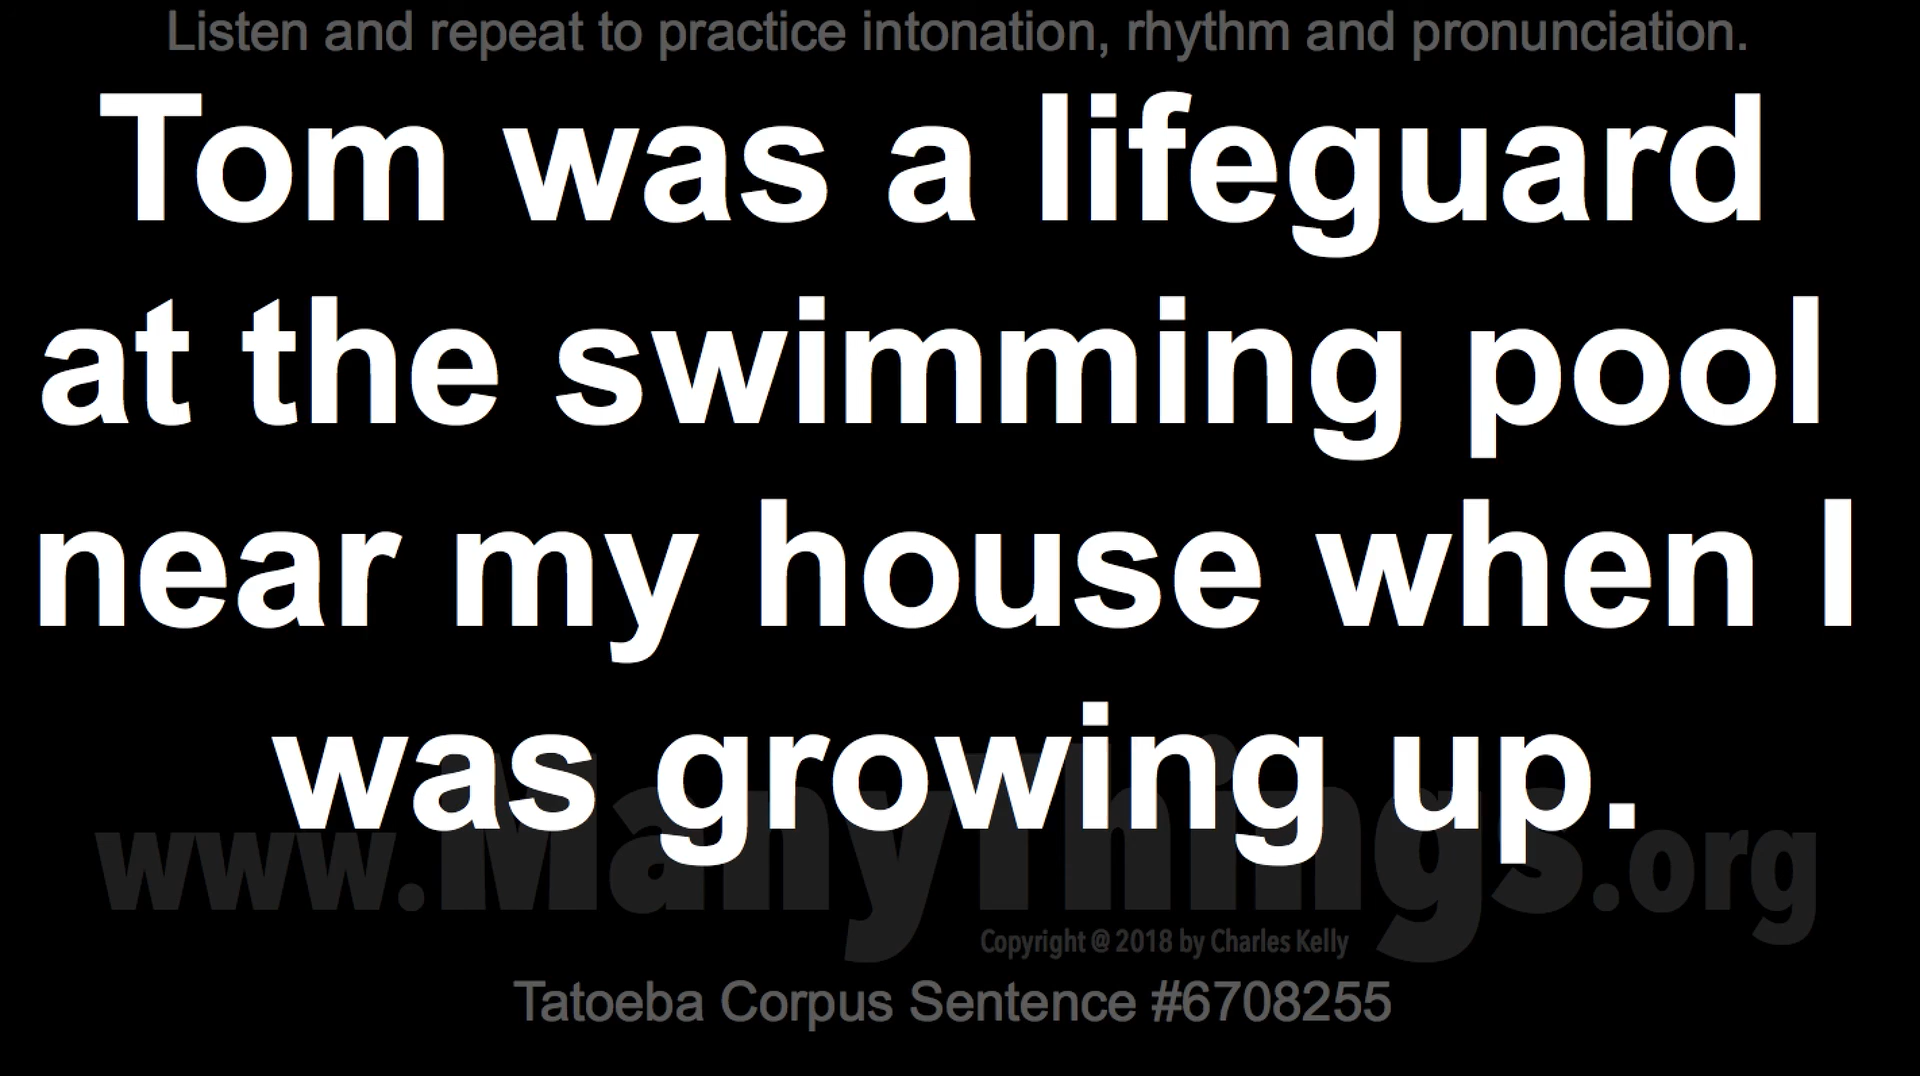 Listen and repeat to practice intonation, rhythm and pronunciation.
Tom was a lifeguard
at the swimming pool
near my house when I
was growing up.
www.ManyThings.org
Copyright @ 2018 by Charles Kelly
Tatoeba Corpus Sentence #6708255